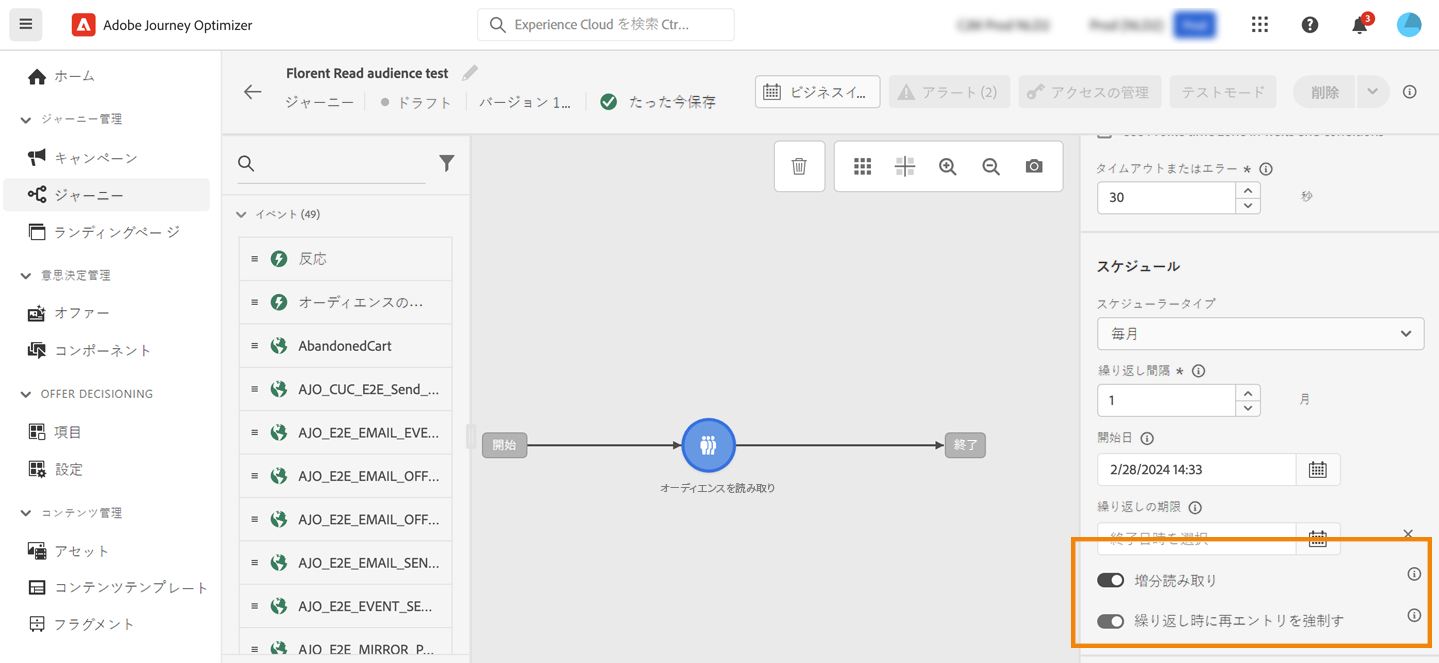 Adobe Journey Optimizer
Experience Cloud を検索 Ctr...
3
ホーム
ジャーニー管理
キャンペーン
ジャーニー
ランディングページ
意思決定管理
オファー
コンポーネント
OFFER DECISIONING
項目
設定
コンテンツ管理
アセット
コンテンツテンプレート
フラグメント
Florent Read audience test
ジャーニー
ドラフト
バージョン 1...
たった今保存
ビジネスイ...
アラート (2)
アクセスの管理
テストモード
削除
イベント (49)
反応
オーディエンスの...
AbandonedCart
AJO_CUC_E2E_Send_...
AJO_E2E_EMAIL_EVE...
AJO_E2E_EMAIL_OFF...
AJO_E2E_EMAIL_OFF...
AJO_E2E_EMAIL_SEN...
AJO_E2E_EVENT_SE...
AJO_E2E_MIRROR_P...
開始
オーディエンスを読み取り
終了
タイムアウトまたはエラー *
30
秒
スケジュール
スケジューラータイプ
毎月
繰り返し間隔 *
1
月
開始日
2/28/2024 14:33
繰り返しの期限
終了日時を選択
増分読み取り
繰り返し時に再エントリを強制す